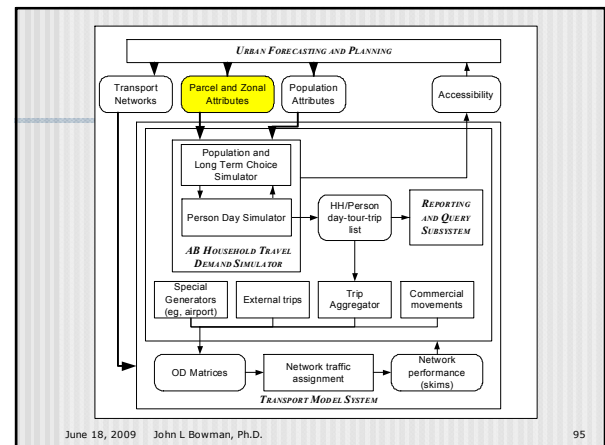 URBAN FORECASTING AND PLANNING
Transport
Networks
Parcel and Zonal
Attributes
Population
Attributes
Accessibility
Population and
Long Term Choice
Simulator
Person Day Simulator
AB HOUSEHOLD TRAVEL
DEMAND SIMULATOR
HH/Person
day-tour-trip
list
REPORTING
AND QUERY
SUBSYSTEM
Special
Generators
(eg, airport)
External trips
Trip
Aggregator
Commercial
movements
OD Matrices
Network traffic
assignment
Network
performance
(skims)
TRANSPORT MODEL SYSTEM
June 18, 2009 John L Bowman, Ph.D. 95